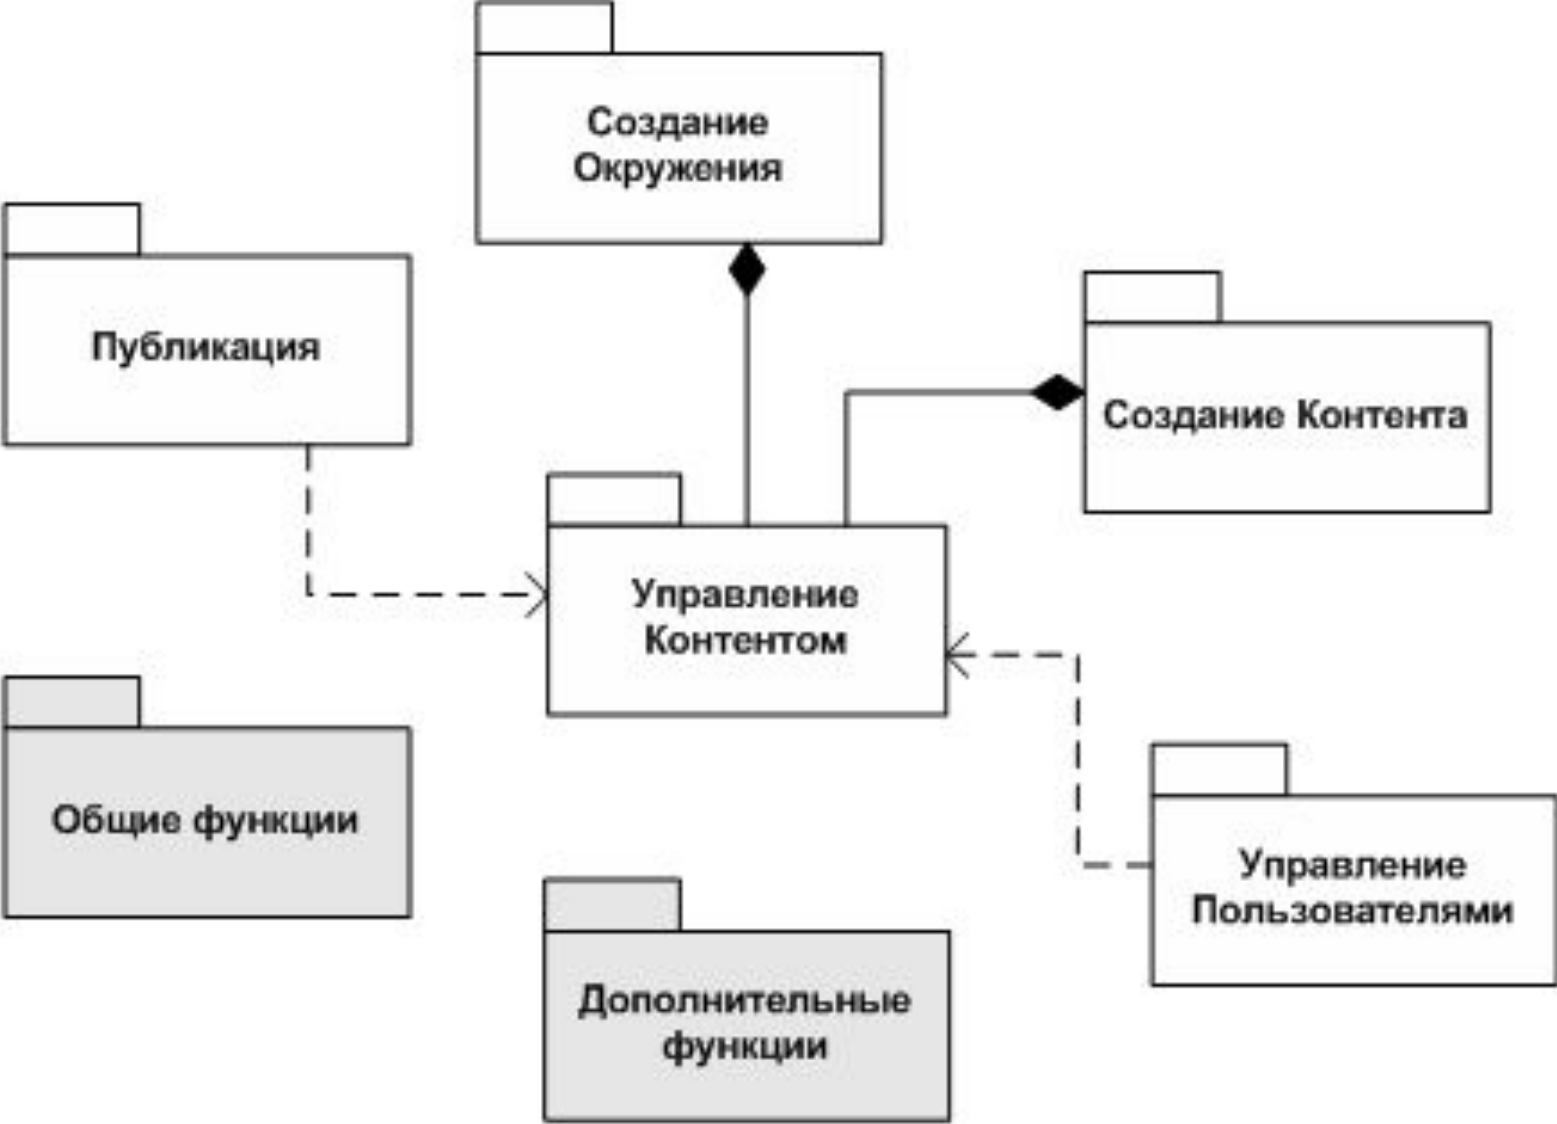 Создание
Окружения
Публикация
Создание Контента
Управление
Контентом
Общие функции
Управление
Пользователями
Дополнительные
функции